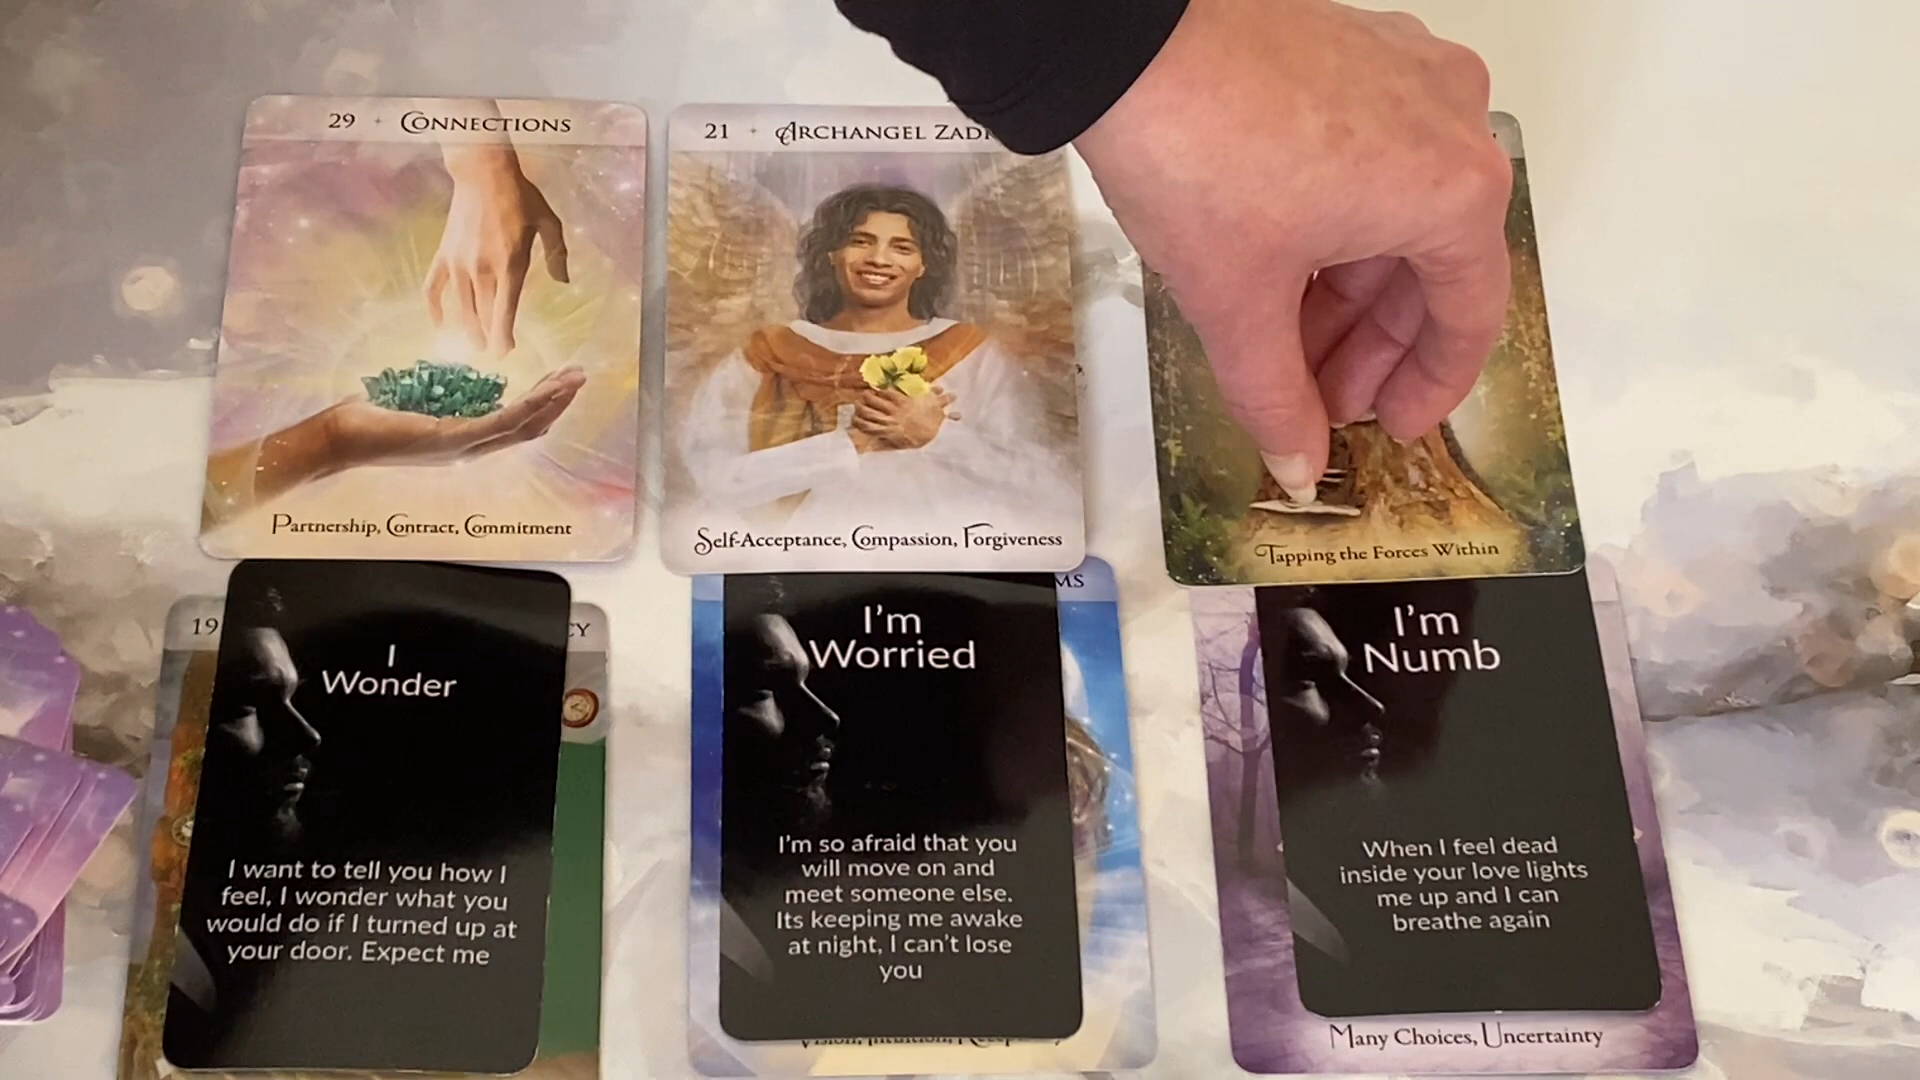 29 CONNECTIONS
Partnership, Contract, Commitment
21 ARCHANGEL
Self-Acceptance, Compassion, Forgiveness
Tapping the Forces Within
19
I
Wonder
I want to tell you how I
feel, I wonder what you
would do if I turned up at
your door. Expect me
I'm
Worried
I'm so afraid that you
will move on and
meet someone else.
Its keeping me awake
at night, I can't lose
you
I'm
Numb
When I feel dead
inside your love lights
me up and I can
breathe again
Many Choices, Uncertainty